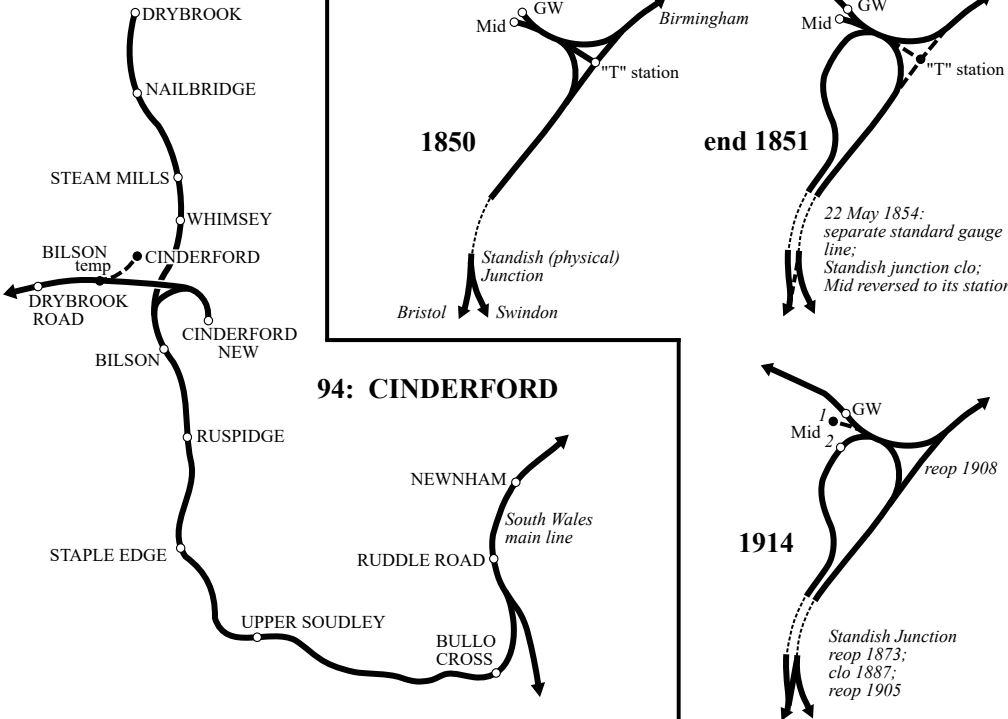 DRYBROOK
NAILBRIDGE
STEAM MILLS
WHIMSEY
BILSON
temp
CINDERFORD
DRYBROOK
ROAD
CINDERFORD
NEW
BILSON
94: CINDERFORD
RUSPIDGE
NEWNHAM
South Wales
main line
STAPLE EDGE
RUDDLE ROAD
UPPER SOUDLEY
BULLO
CROSS
GW
Mid
Birmingham
"T" station
1850
Standish (physical)
Junction
Bristol
Swindon
GW
Mid
"T" station
end 1851
22 May 1854:
separate standard gauge
line;
Standish junction clo;
Mid reversed to its station
GW
1
Mid
2
reop 1908
1914
Standish Junction
reop 1873;
clo 1887;
reop 1905